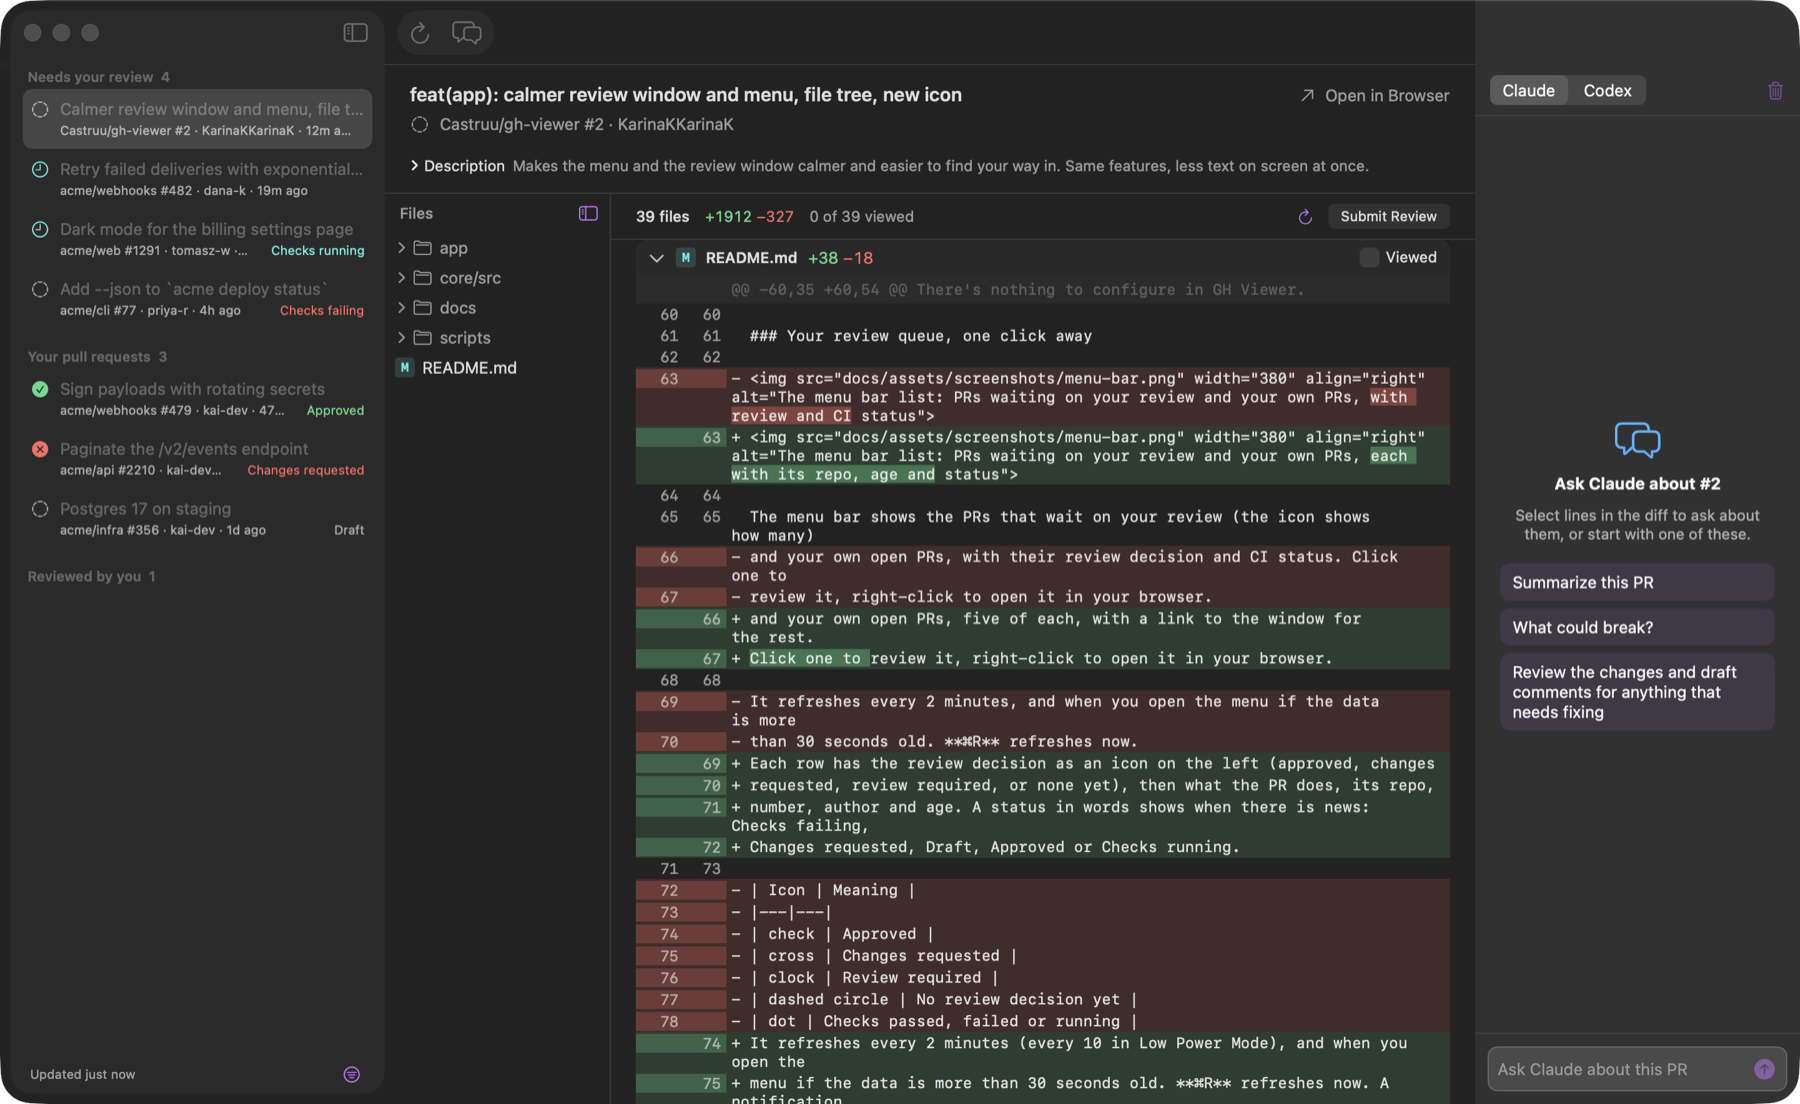 Needs your review 4
Calmer review window and menu, file t...
Castruu/gh-viewer #2 · KarinaKKarinaK · 12m a...
Retry failed deliveries with exponential...
acme/webhooks #482 · dana-k · 19m ago
Dark mode for the billing settings page
acme/web #1291 · tomasz-w ·... Checks running
Add --json to `acme deploy status`
acme/cli #77 · priya-r · 4h ago Checks failing
Your pull requests 3
Sign payloads with rotating secrets
acme/webhooks #479 · kai-dev · 47... Approved
Paginate the /v2/events endpoint
acme/api #2210 · kai-dev... Changes requested
Postgres 17 on staging
acme/infra #356 · kai-dev · 1d ago Draft
Reviewed by you 1
Updated just now
feat(app): calmer review window and menu, file tree, new icon
Open in Browser
Castruu/gh-viewer #2 · KarinaKKarinaK
Description Makes the menu and the review window calmer and easier to find your way in. Same features, less text on screen at once.
Files
app
core/src
docs
scripts
M README.md
39 files +1912 −327 0 of 39 viewed
Submit Review
M README.md +38 −18
Viewed
@@ -60,35 +60,54 @@ There's nothing to configure in GH Viewer.
60 60
61 61 ### Your review queue, one click away
62 62
63 - <img src="docs/assets/screenshots/menu-bar.png" width="380" align="right"
alt="The menu bar list: PRs waiting on your review and your own PRs, with
review and CI status">
63 + <img src="docs/assets/screenshots/menu-bar.png" width="380" align="right"
alt="The menu bar list: PRs waiting on your review and your own PRs, each
with its repo, age and status">
64 64
65 65 The menu bar shows the PRs that wait on your review (the icon shows
how many)
66 - and your own open PRs, with their review decision and CI status. Click
one to
67 - review it, right-click to open it in your browser.
66 + and your own open PRs, five of each, with a link to the window for
the rest.
67 + Click one to review it, right-click to open it in your browser.
68 68
69 - It refreshes every 2 minutes, and when you open the menu if the data
is more
70 - than 30 seconds old. **⌘R** refreshes now.
69 + Each row has the review decision as an icon on the left (approved, changes
70 + requested, review required, or none yet), then what the PR does, its repo,
71 + number, author and age. A status in words shows when there is news:
Checks failing,
72 + Changes requested, Draft, Approved or Checks running.
71 73
72 - | Icon | Meaning |
73 - |---|---|
74 - | check | Approved |
75 - | cross | Changes requested |
76 - | clock | Review required |
77 - | dashed circle | No review decision yet |
78 - | dot | Checks passed, failed or running |
74 + It refreshes every 2 minutes (every 10 in Low Power Mode), and when you
open the
75 + menu if the data is more than 30 seconds old. **⌘R** refreshes now. A
notification
Claude Codex
Ask Claude about #2
Select lines in the diff to ask about
them, or start with one of these.
Summarize this PR
What could break?
Review the changes and draft
comments for anything that
needs fixing
Ask Claude about this PR